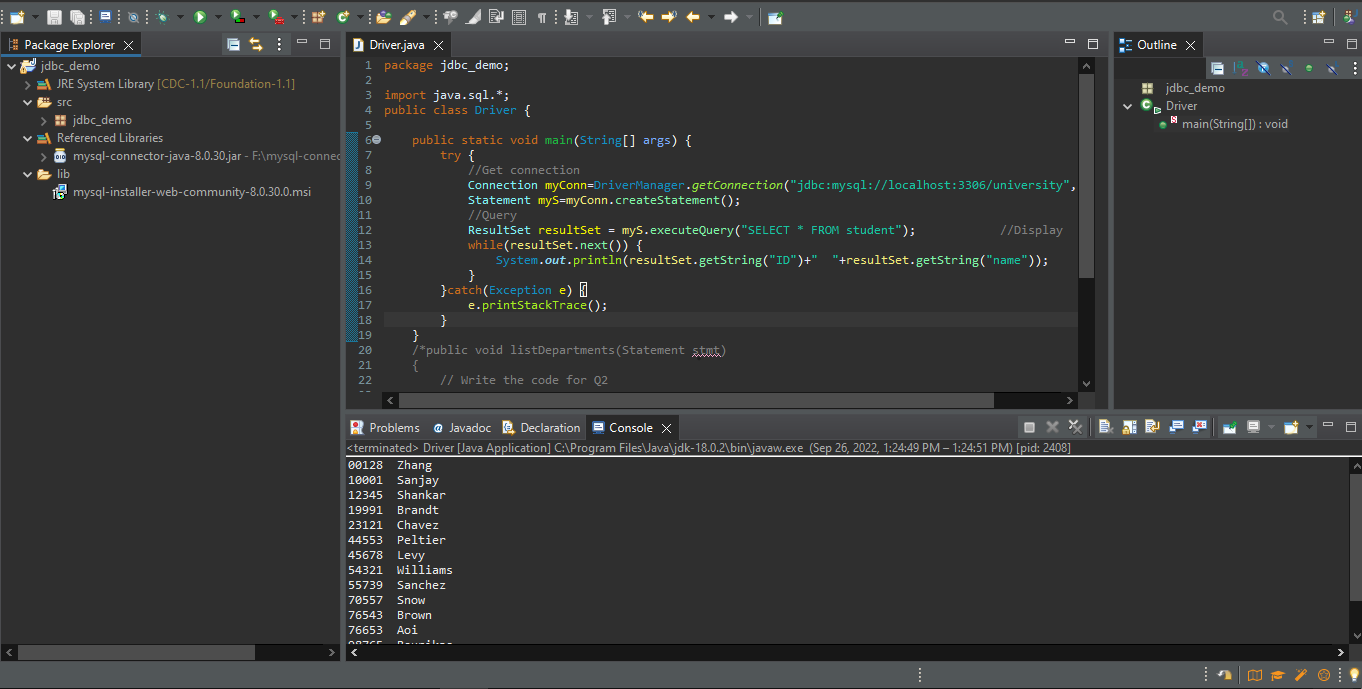 Package Explorer
jdbc_demo
JRE System Library [CDC-1.1/Foundation-1.1]
src
jdbc_demo
Referenced Libraries
mysql-connector-java-8.0.30.jar - F:\mysql-connec
lib
mysql-installer-web-community-8.0.30.0.msi
Driver.java
1 package jdbc_demo;
2
3 import java.sql.*;
4 public class Driver {
5
6 public static void main(String[] args) {
7 try {
8 //Get connection
9 Connection myConn=DriverManager.getConnection("jdbc:mysql://localhost:3306/university",
10 Statement myS=myConn.createStatement();
11 //Query
12 ResultSet resultSet = myS.executeQuery("SELECT * FROM student"); //Display
13 while(resultSet.next()) {
14 System.out.println(resultSet.getString("ID")+"  "+resultSet.getString("name"));
15 }
16 }catch(Exception e) {
17 e.printStackTrace();
18 }
19 }
20 /*public void listDepartments(Statement stmt)
21 {
22 // Write the code for Q2
Outline
jdbc_demo
Driver
main(String[]) : void
Problems Javadoc Declaration Console
<terminated> Driver [Java Application] C:\Program Files\Java\jdk-18.0.2\bin\javaw.exe (Sep 26, 2022, 1:24:49 PM – 1:24:51 PM) [pid: 2408]
00128 Zhang
10001 Sanjay
12345 Shankar
19991 Brandt
23121 Chavez
44553 Peltier
45678 Levy
54321 Williams
55739 Sanchez
70557 Snow
76543 Brown
76653 Aoi